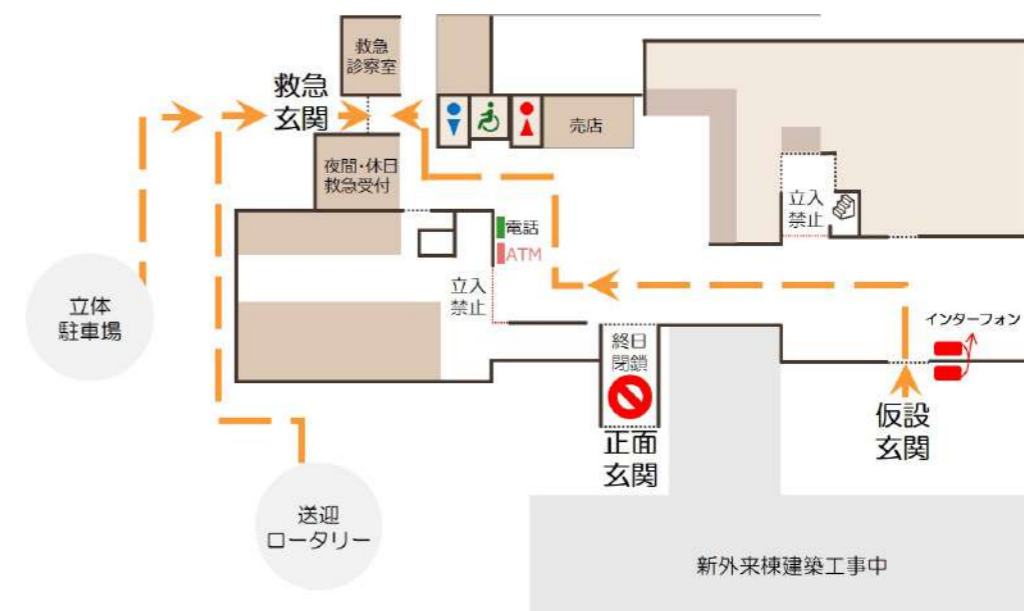 救急
診察室
救急
玄関
売店
夜間・休日
救急受付
電話
ATM
立入
禁止
立入
禁止
立体
駐車場
インターフォン
終日
閉鎖
正面
玄関
仮設
玄関
送迎
ロータリー
新外来棟建築工事中